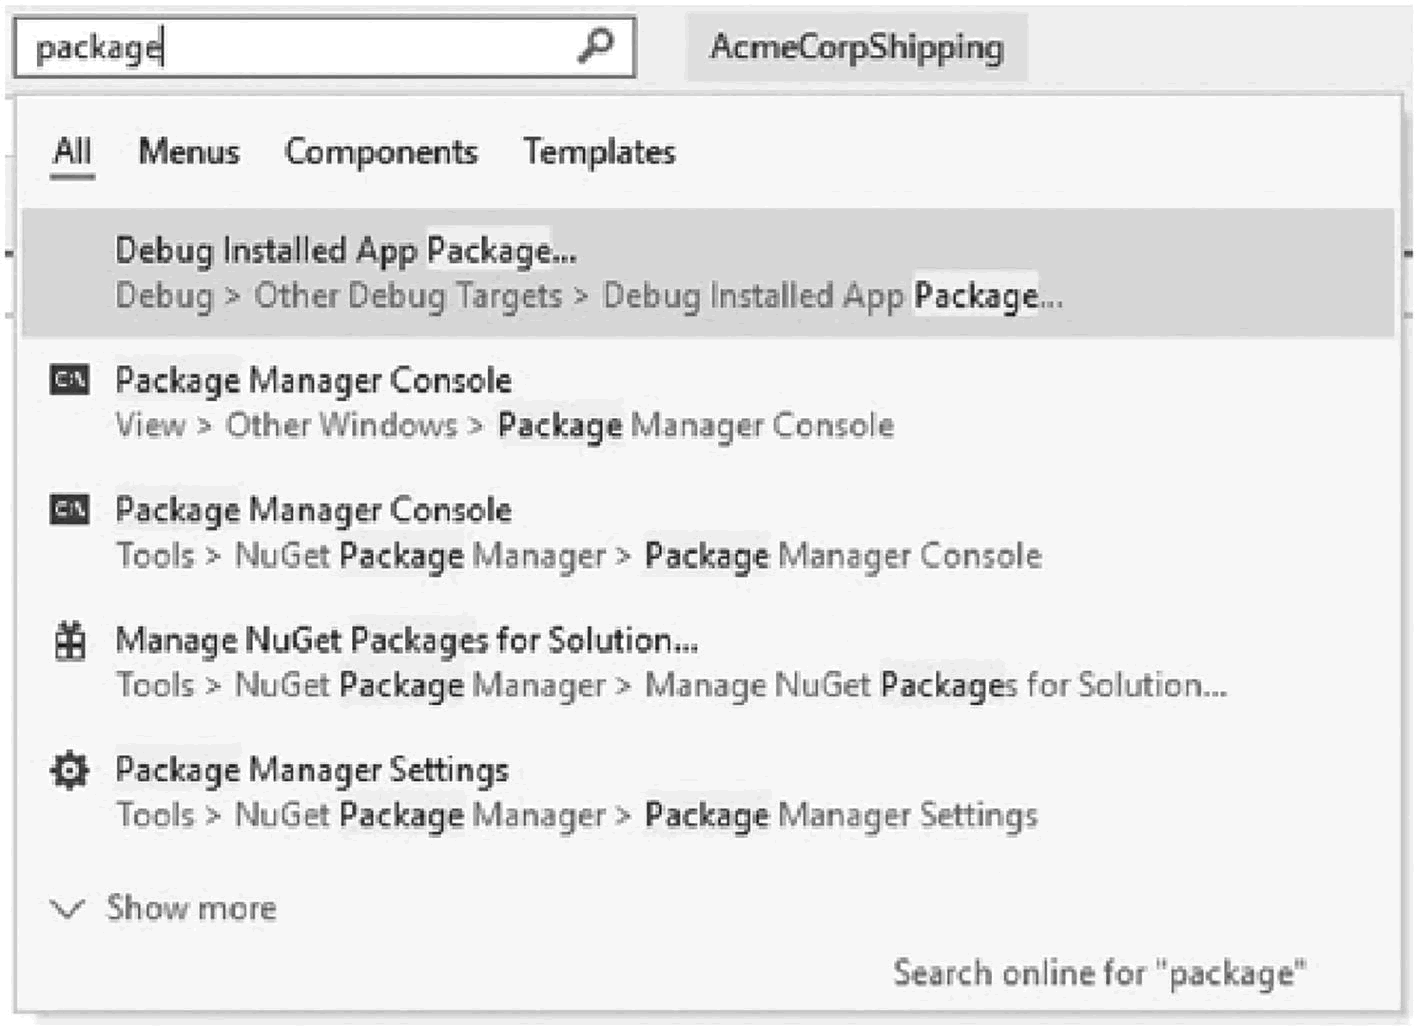 package
AcmeCorpShipping
All Menus Components Templates
Debug Installed App Package...
Debug > Other Debug Targets > Debug Installed App Package...
C:\ Package Manager Console
View > Other Windows > Package Manager Console
C:\ Package Manager Console
Tools > NuGet Package Manager > Package Manager Console
Manage NuGet Packages for Solution...
Tools > NuGet Package Manager > Manage NuGet Packages for Solution...
Package Manager Settings
Tools > NuGet Package Manager > Package Manager Settings
Show more
Search online for "package"